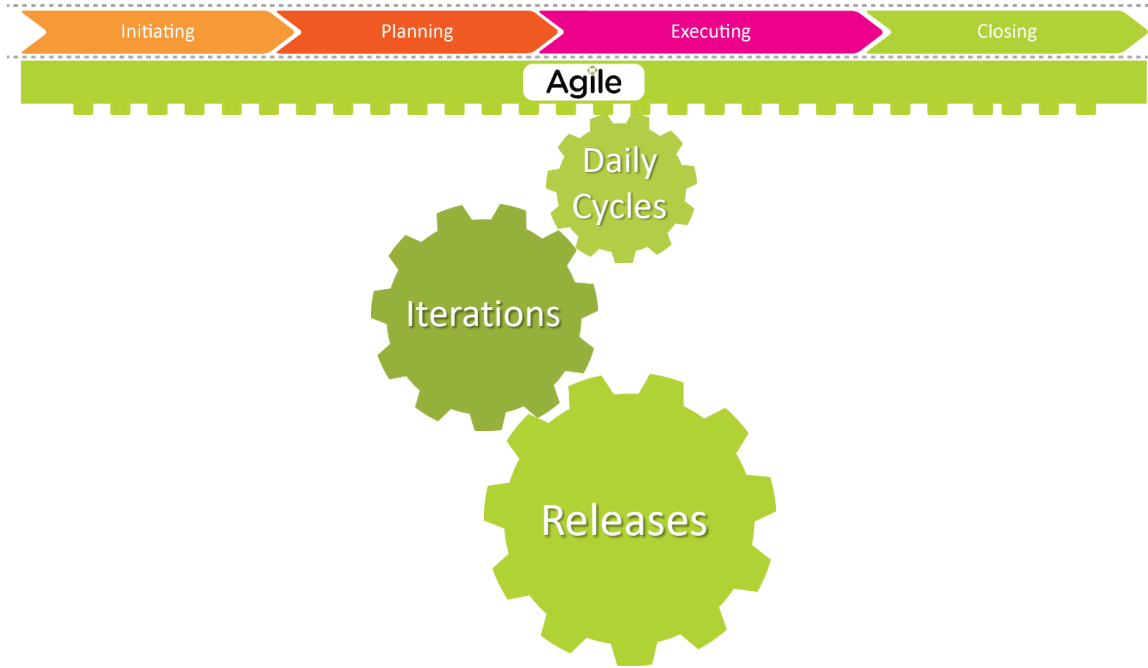 Initiating
Planning
Executing
Closing
Agile
Daily
Cycles
Iterations
Releases